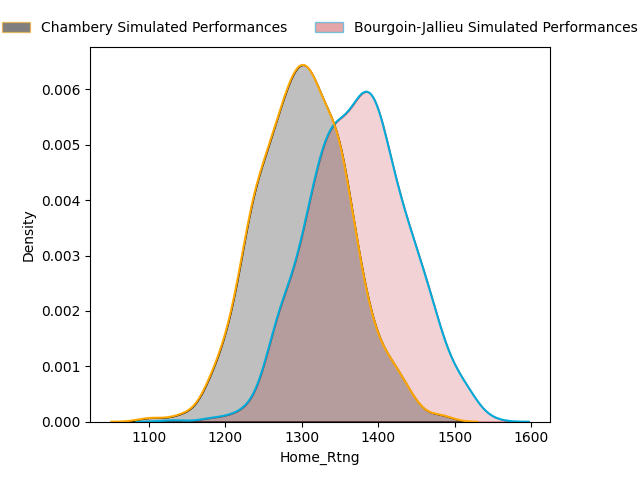 Chambery Simulated Performances Bourgoin-Jallieu Simulated Performances
0.006
0.005
0.004
0.003
0.002
0.001
0.000
Density
1100 1200 1300 1400 1500 1600
Home_Rtng